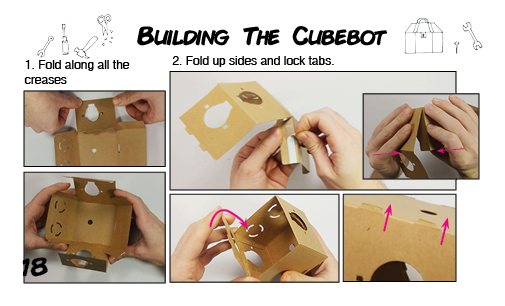 Building The Cubebot
1. Fold along all the
creases
2. Fold up sides and lock tabs.
18